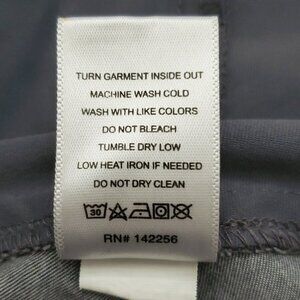 TURN GARMENT INSIDE OUT
MACHINE WASH COLD
WASH WITH LIKE COLORS
DO NOT BLEACH
TUMBLE DRY LOW
LOW HEAT IRON IF NEEDED
DO NOT DRY CLEAN
30
RN# 142256